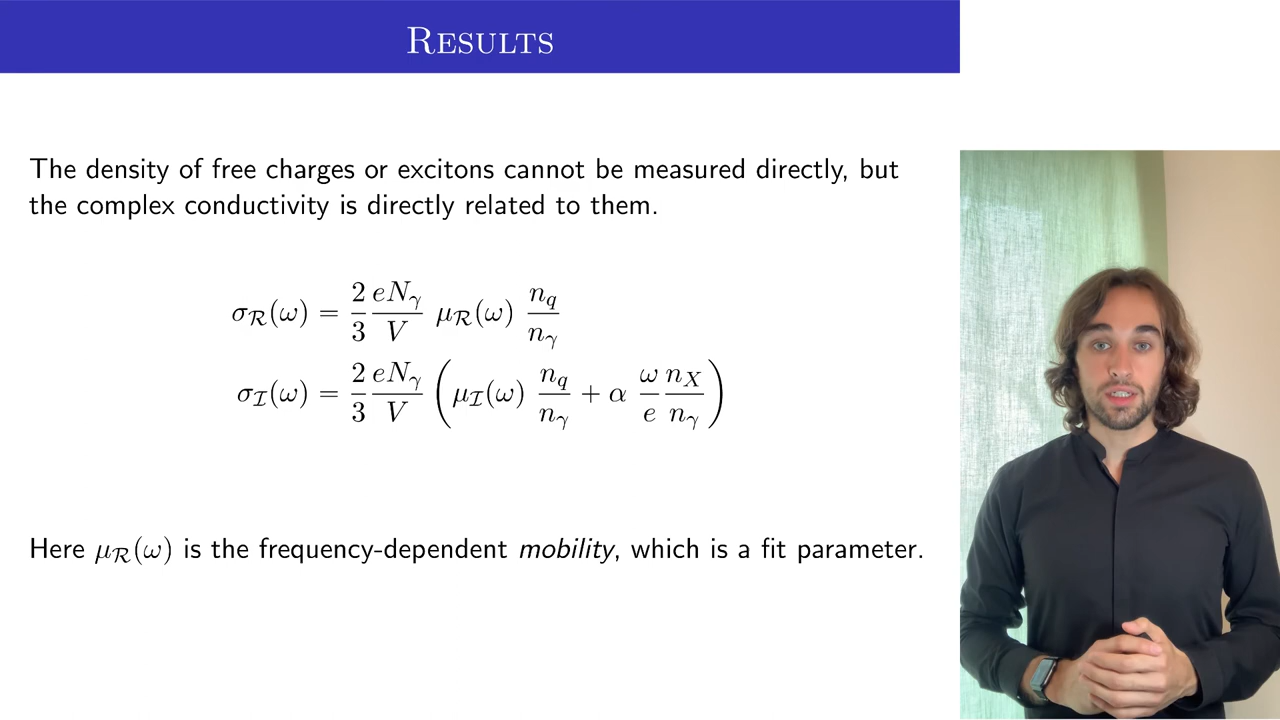 RESULTS
The density of free charges or excitons cannot be measured directly, but
the complex conductivity is directly related to them.
σ_ℛ(ω) = 2/3 eN_γ/V μ_ℛ(ω) n_q/n_γ
σ_ℐ(ω) = 2/3 eN_γ/V (μ_ℐ(ω) n_q/n_γ + α ω/e n_X/n_γ)
Here μ_ℛ(ω) is the frequency-dependent mobility, which is a fit parameter.